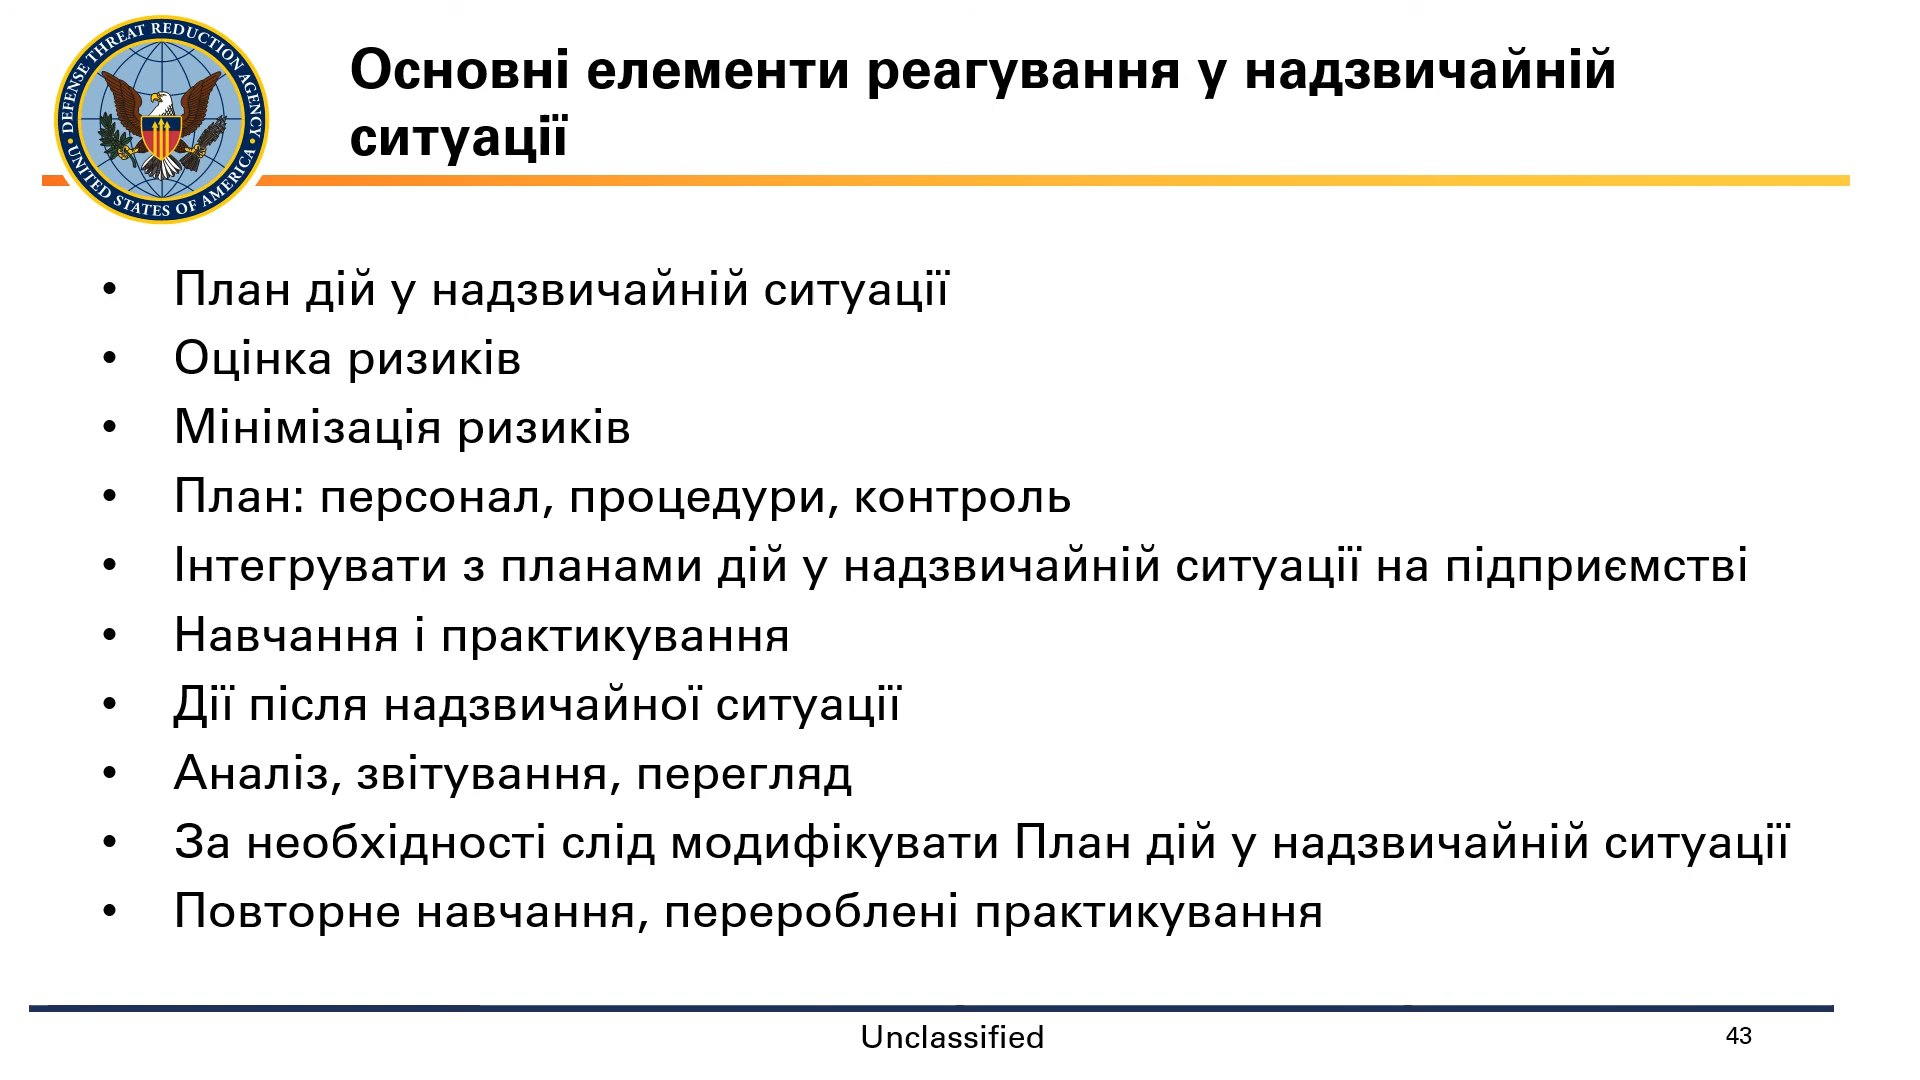 DEFENSE THREAT REDUCTION AGENCY
UNITED STATES OF AMERICA
Основні елементи реагування у надзвичайній
ситуації
• План дій у надзвичайній ситуації
• Оцінка ризиків
• Мінімізація ризиків
• План: персонал, процедури, контроль
• Інтегрувати з планами дій у надзвичайній ситуації на підприємстві
• Навчання і практикування
• Дії після надзвичайної ситуації
• Аналіз, звітування, перегляд
• За необхідності слід модифікувати План дій у надзвичайній ситуації
• Повторне навчання, перероблені практикування
Unclassified
43